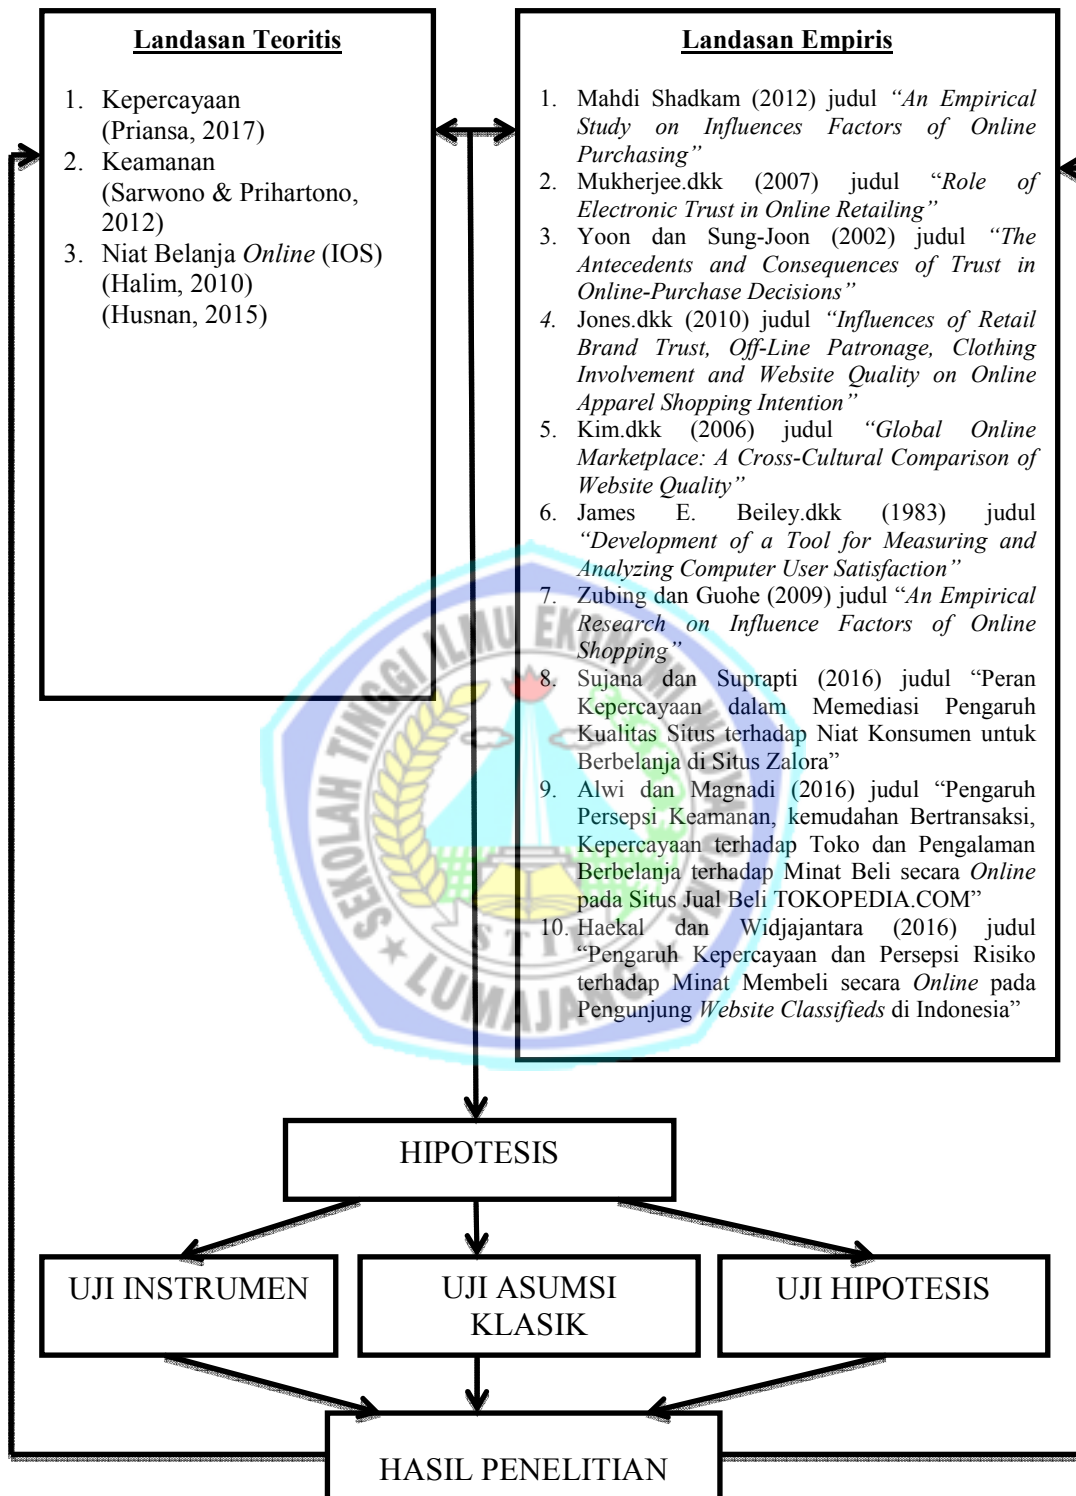 Landasan Teoritis
1. Kepercayaan
(Priansa, 2017)
2. Keamanan
(Sarwono & Prihartono,
2012)
3. Niat Belanja Online (IOS)
(Halim, 2010)
(Husnan, 2015)
Landasan Empiris
1. Mahdi Shadkam (2012) judul “An Empirical
Study on Influences Factors of Online
Purchasing”
2. Mukherjee.dkk (2007) judul “Role of
Electronic Trust in Online Retailing”
3. Yoon dan Sung-Joon (2002) judul “The
Antecedents and Consequences of Trust in
Online-Purchase Decisions”
4. Jones.dkk (2010) judul “Influences of Retail
Brand Trust, Off-Line Patronage, Clothing
Involvement and Website Quality on Online
Apparel Shopping Intention”
5. Kim.dkk (2006) judul “Global Online
Marketplace: A Cross-Cultural Comparison of
Website Quality”
6. James E. Beiley.dkk (1983) judul
“Development of a Tool for Measuring and
Analyzing Computer User Satisfaction”
7. Zubing dan Guohe (2009) judul “An Empirical
Research on Influence Factors of Online
Shopping”
8. Sujana dan Suprapti (2016) judul “Peran
Kepercayaan dalam Memediasi Pengaruh
Kualitas Situs terhadap Niat Konsumen untuk
Berbelanja di Situs Zalora”
9. Alwi dan Magnadi (2016) judul “Pengaruh
Persepsi Keamanan, kemudahan Bertransaksi,
Kepercayaan terhadap Toko dan Pengalaman
Berbelanja terhadap Minat Beli secara Online
pada Situs Jual Beli TOKOPEDIA.COM”
10. Haekal dan Widjajantara (2016) judul
“Pengaruh Kepercayaan dan Persepsi Risiko
terhadap Minat Membeli secara Online pada
Pengunjung Website Classifieds di Indonesia”
SEKOLAH TINGGI ILMU EKONOMI WIDYA GAMA
STIE
★ LUMAJANG ★
HIPOTESIS
UJI INSTRUMEN
UJI ASUMSI
KLASIK
UJI HIPOTESIS
HASIL PENELITIAN